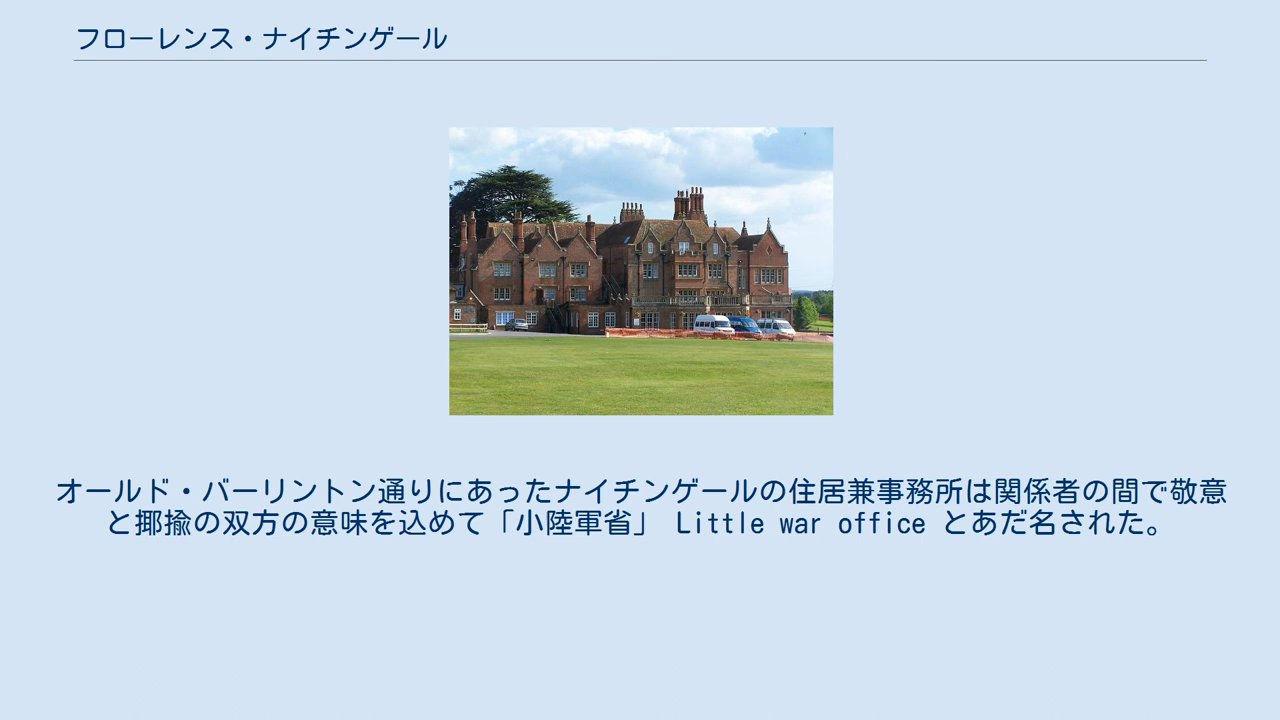 フローレンス・ナイチンゲール
オールド・バーリントン通りにあったナイチンゲールの住居兼事務所は関係者の間で敬意
と揶揄の双方の意味を込めて「小陸軍省」 Little war office とあだ名された。